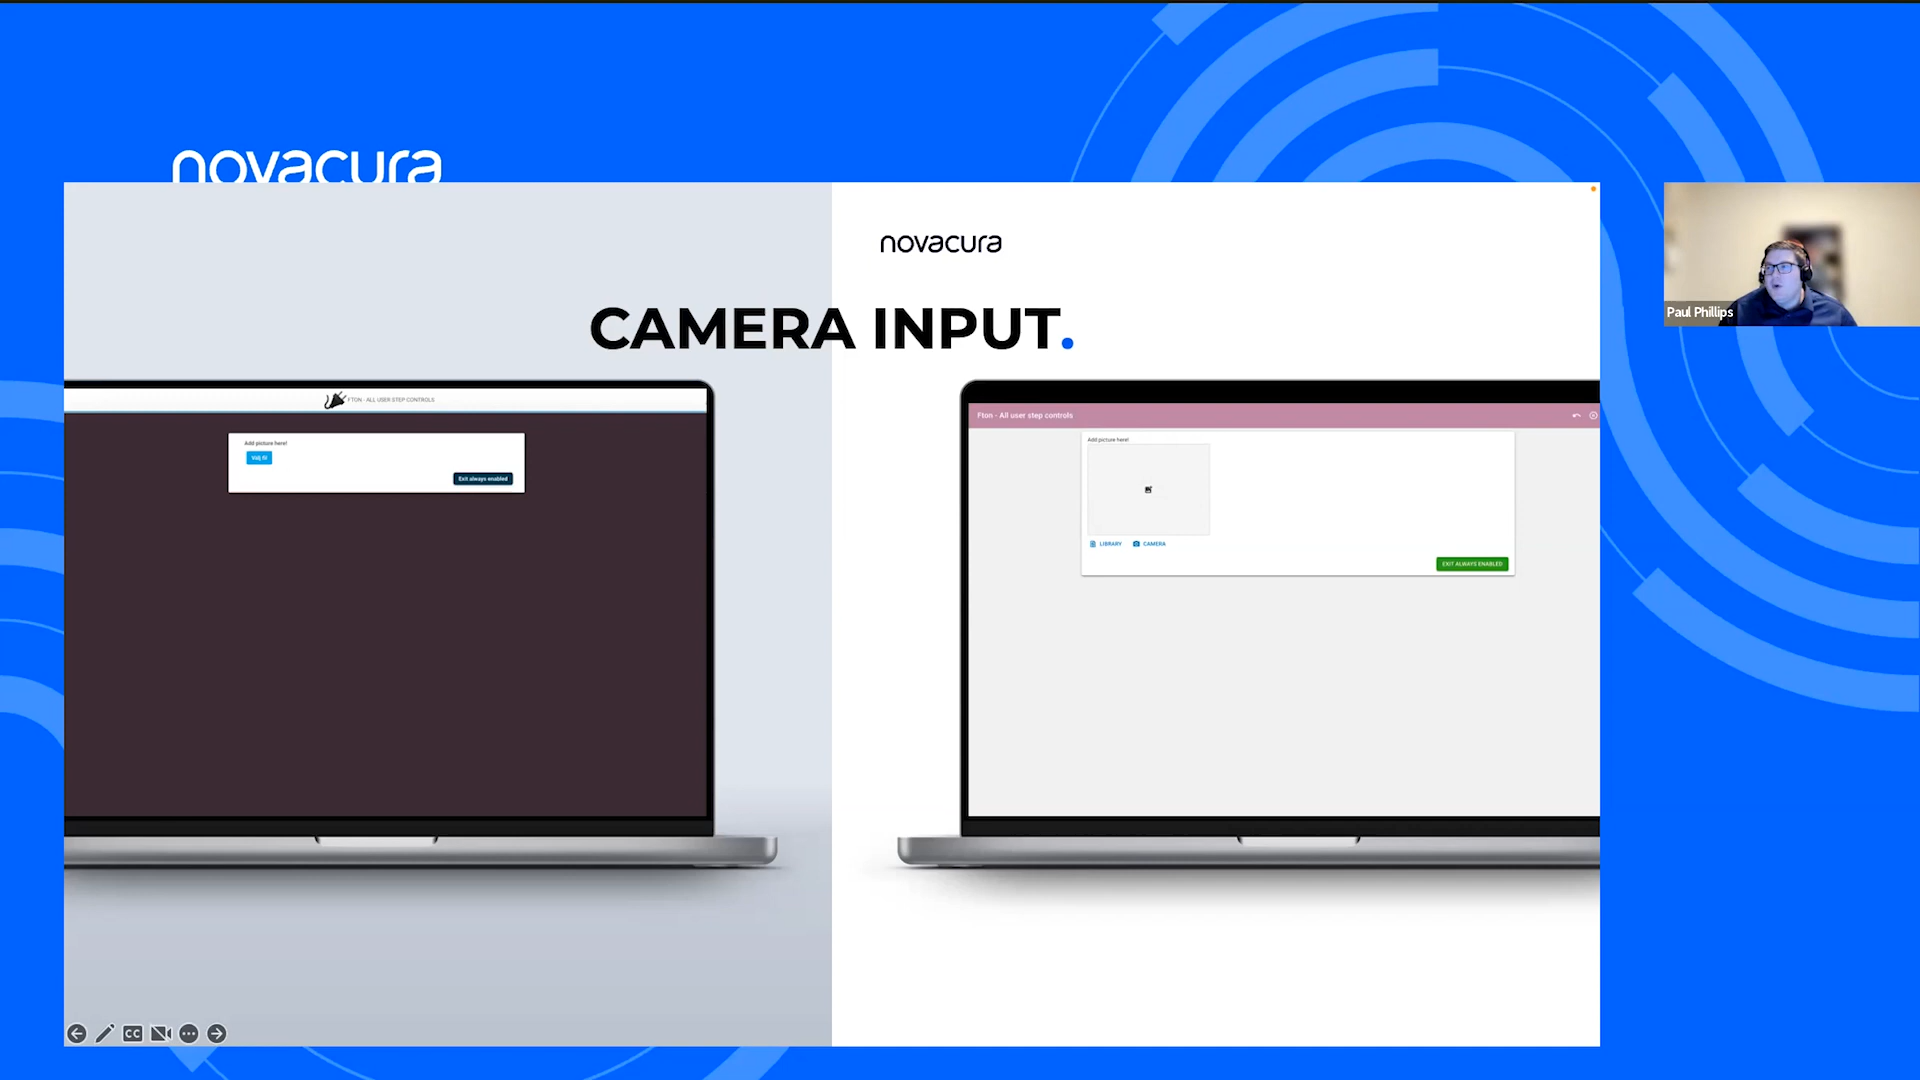 novacura
novacura
Paul Phillips
CAMERA INPUT.
FTON - ALL USER STEP CONTROLS
Add picture here!
Välj fil
Exit always enabled
Fton - All user step controls
Add picture here!
LIBRARY CAMERA
EXIT ALWAYS ENABLED
CC